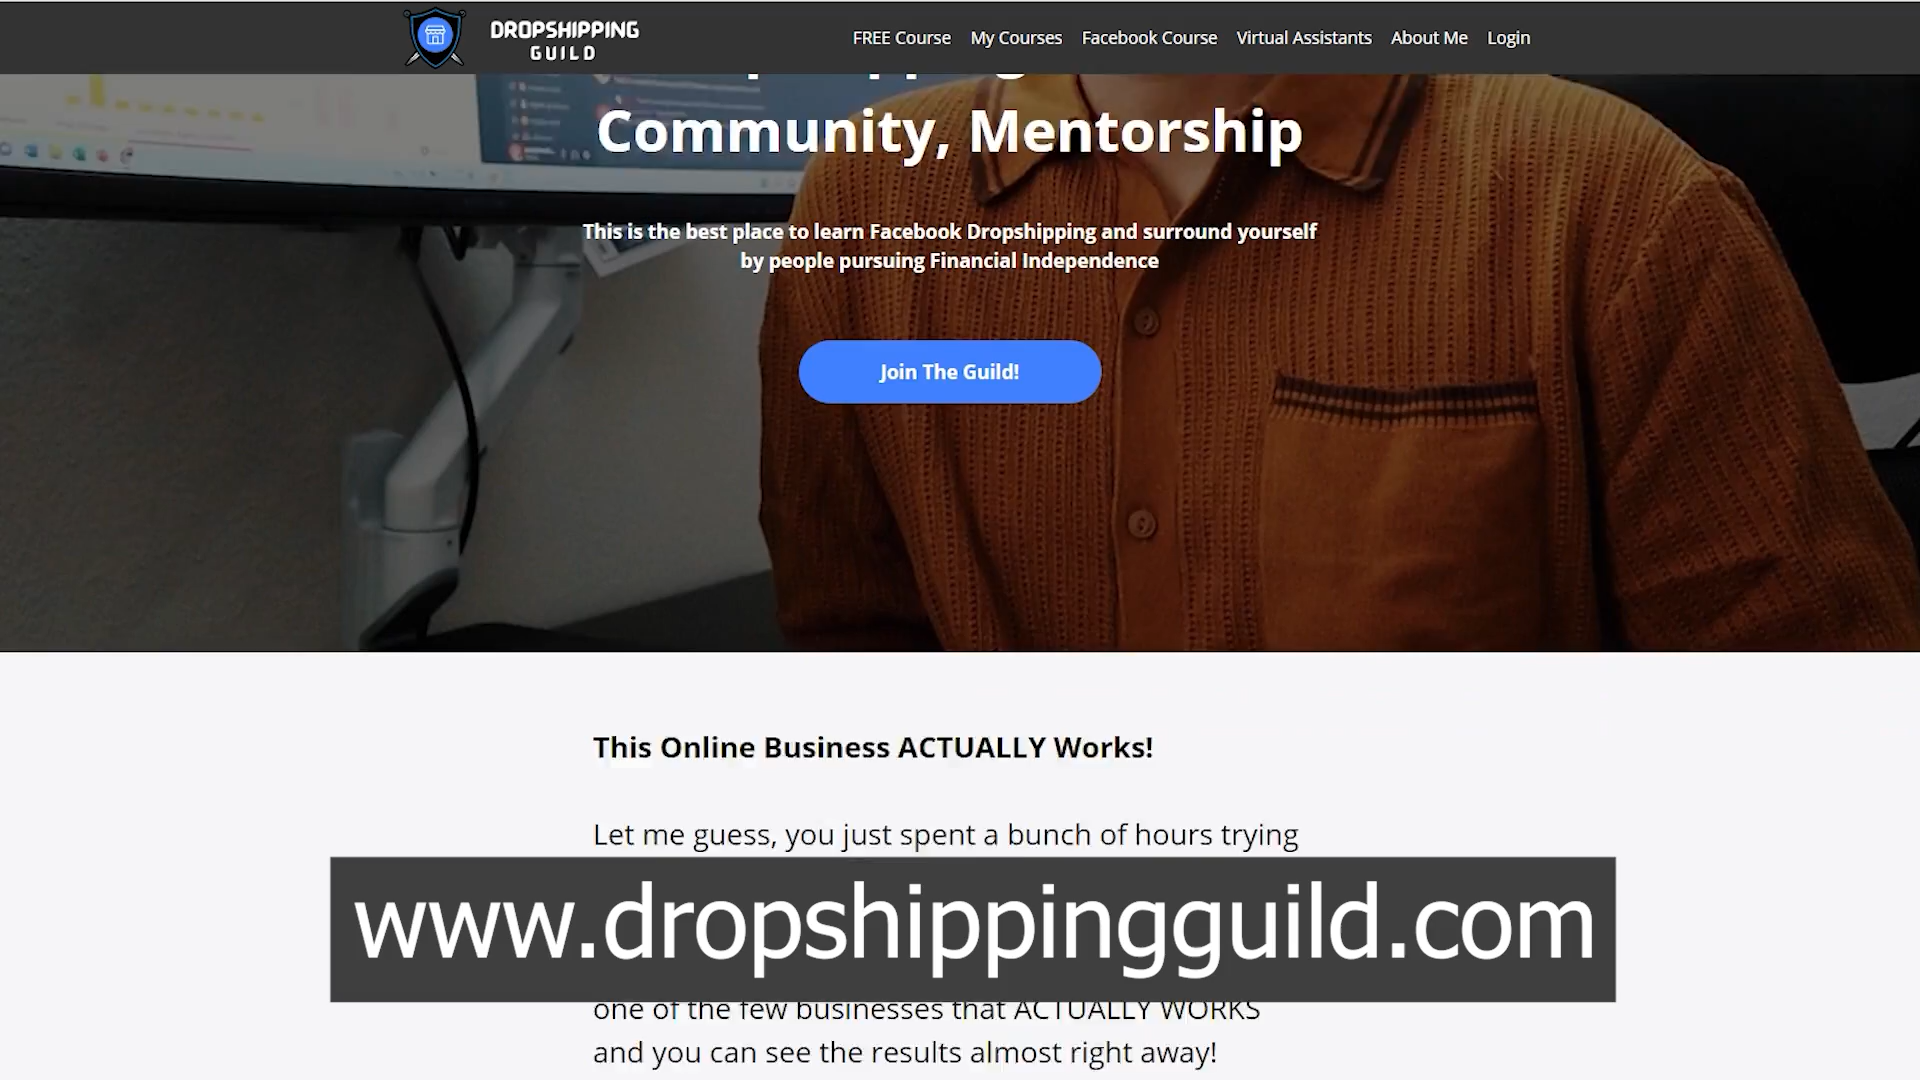 DROPSHIPPING
GUILD
FREE Course
My Courses
Facebook Course
Virtual Assistants
About Me
Login
Community, Mentorship
This is the best place to learn Facebook Dropshipping and surround yourself
by people pursuing Financial Independence
Join The Guild!
This Online Business ACTUALLY Works!
Let me guess, you just spent a bunch of hours trying
www.dropshippingguild.com
one of the few businesses that ACTUALLY WORKS
and you can see the results almost right away!